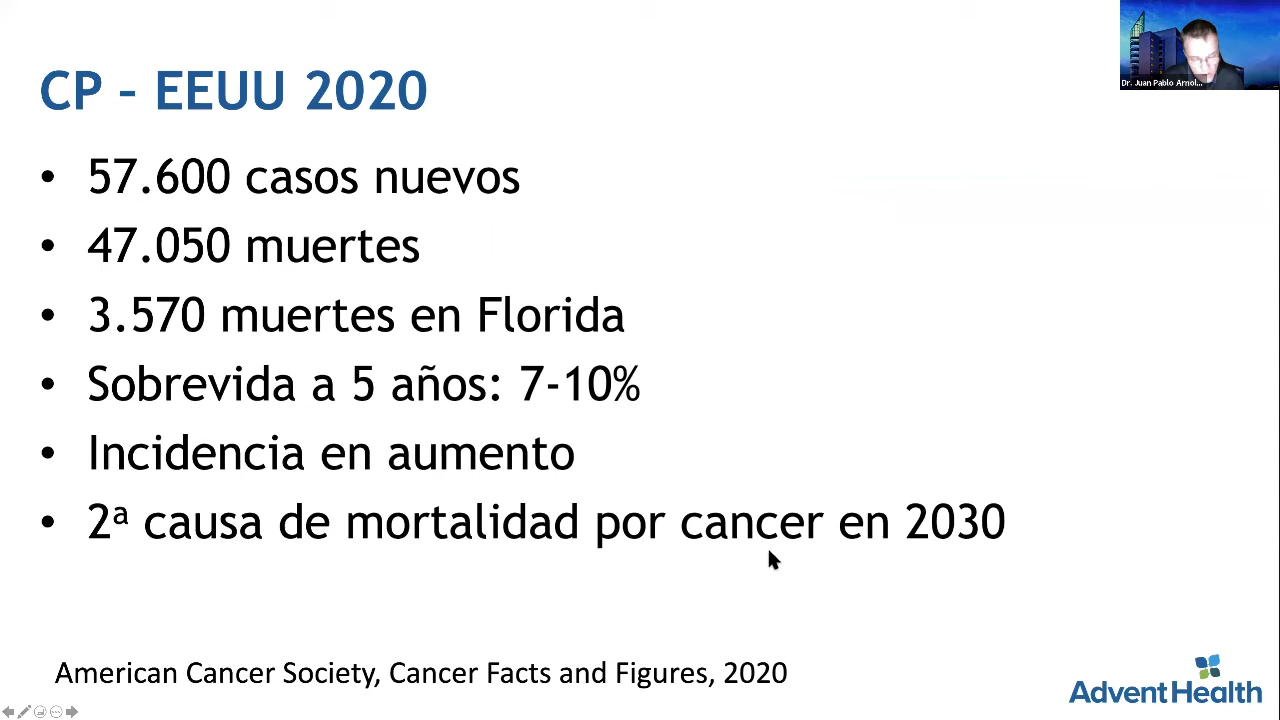 Dr. Juan Pablo Arnol...
CP – EEUU 2020
• 57.600 casos nuevos
• 47.050 muertes
• 3.570 muertes en Florida
• Sobrevida a 5 años: 7-10%
• Incidencia en aumento
• 2ª causa de mortalidad por cancer en 2030
American Cancer Society, Cancer Facts and Figures, 2020
AdventHealth